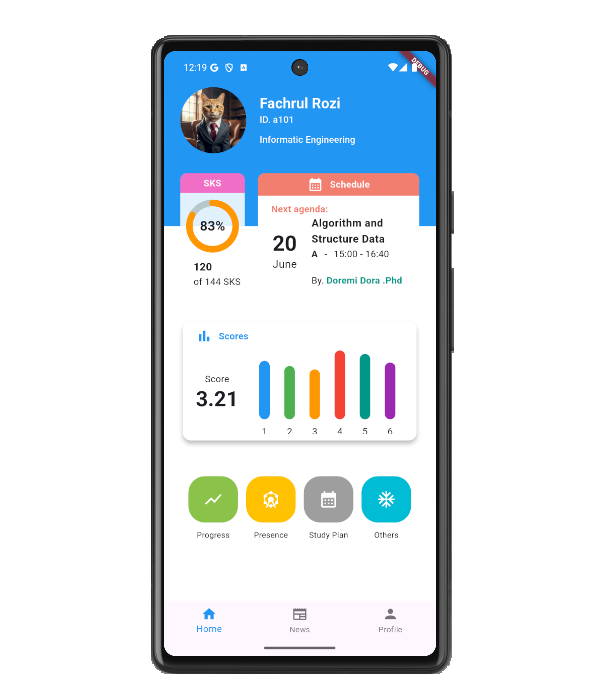 12:19
DEBUG
Fachrul Rozi
ID. a101
Informatic Engineering
SKS
83%
120
of 144 SKS
Schedule
Next agenda:
20
June
Algorithm and
Structure Data
A - 15:00 - 16:40
By. Doremi Dora .Phd
Scores
Score
3.21
1 2 3 4 5 6
Progress Presence Study Plan Others
Home News Profile